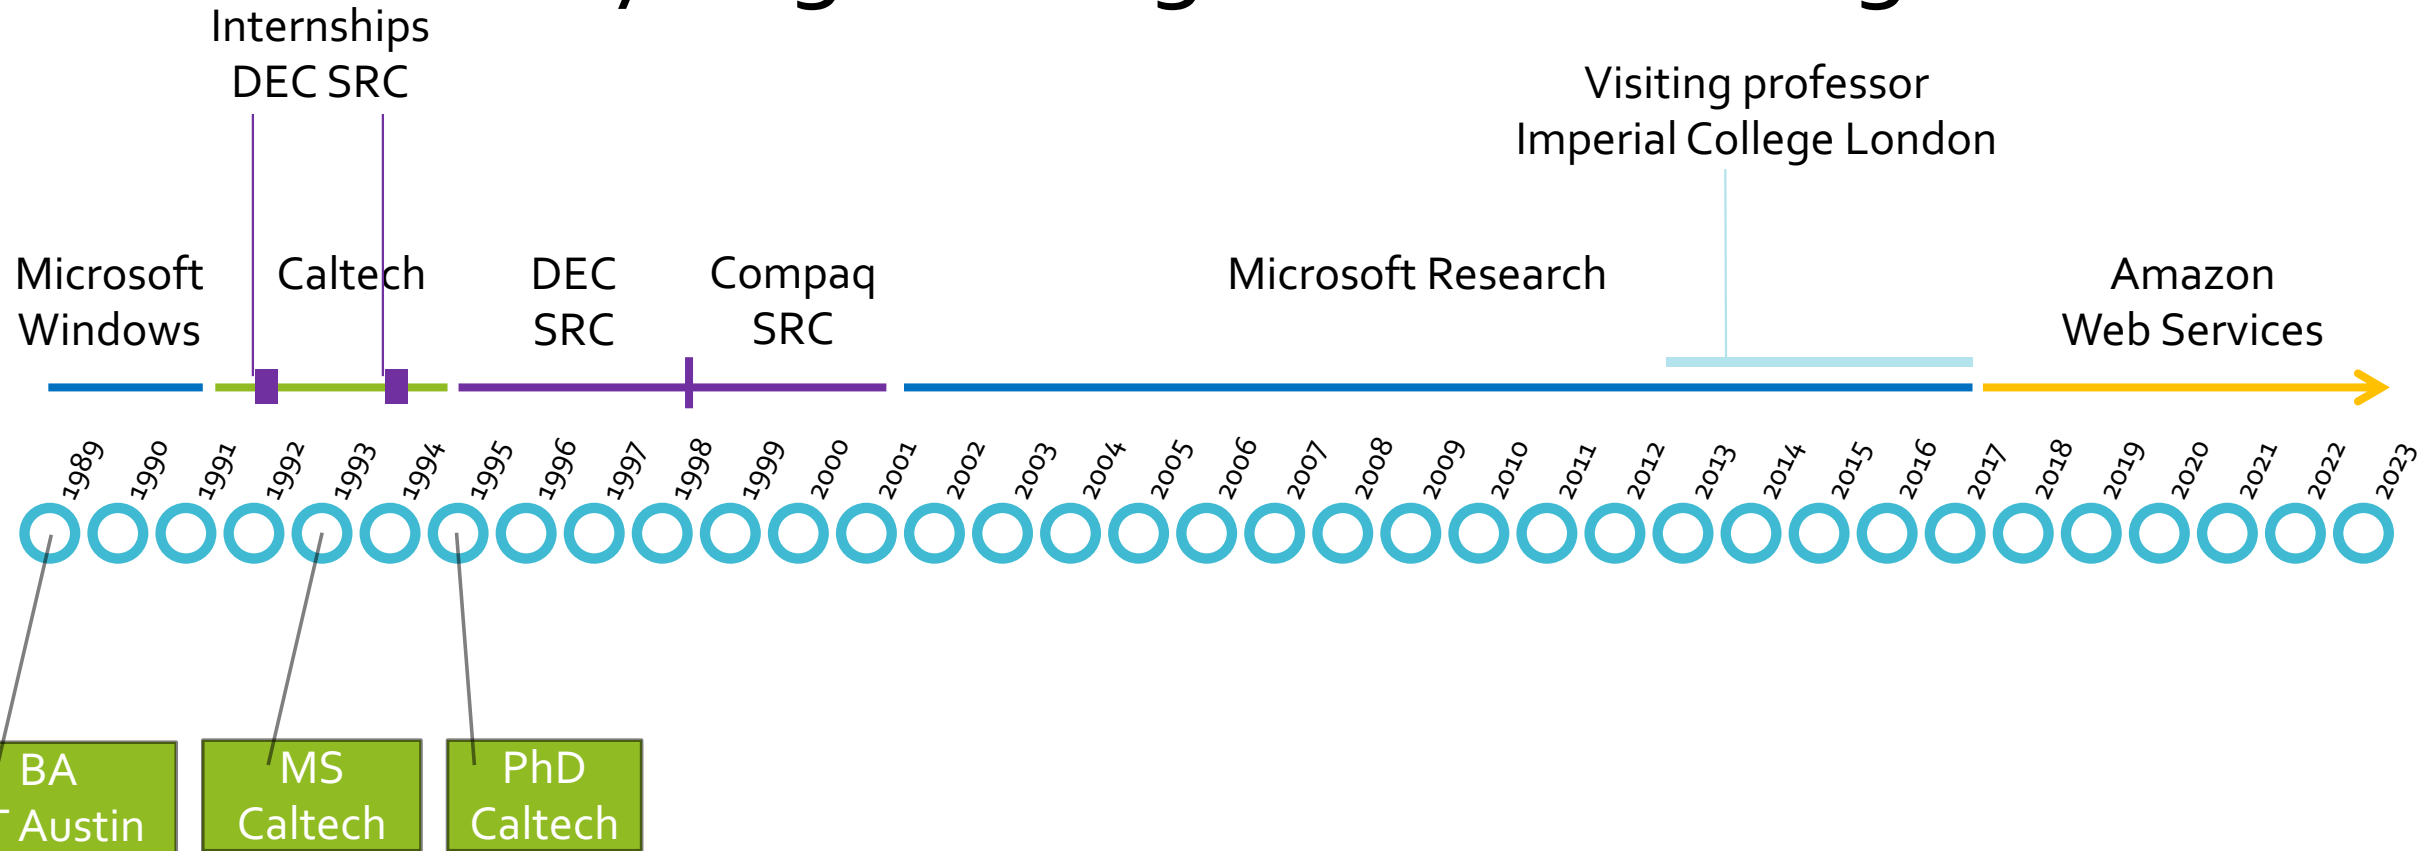 Internships
DEC SRC
Visiting professor
Imperial College London
Microsoft
Windows
Caltech
DEC
SRC
Compaq
SRC
Microsoft Research
Amazon
Web Services
1989
1990
1991
1992
1993
1994
1995
1996
1997
1998
1999
2000
2001
2002
2003
2004
2005
2006
2007
2008
2009
2010
2011
2012
2013
2014
2015
2016
2017
2018
2019
2020
2021
2022
2023
BA
Austin
MS
Caltech
PhD
Caltech